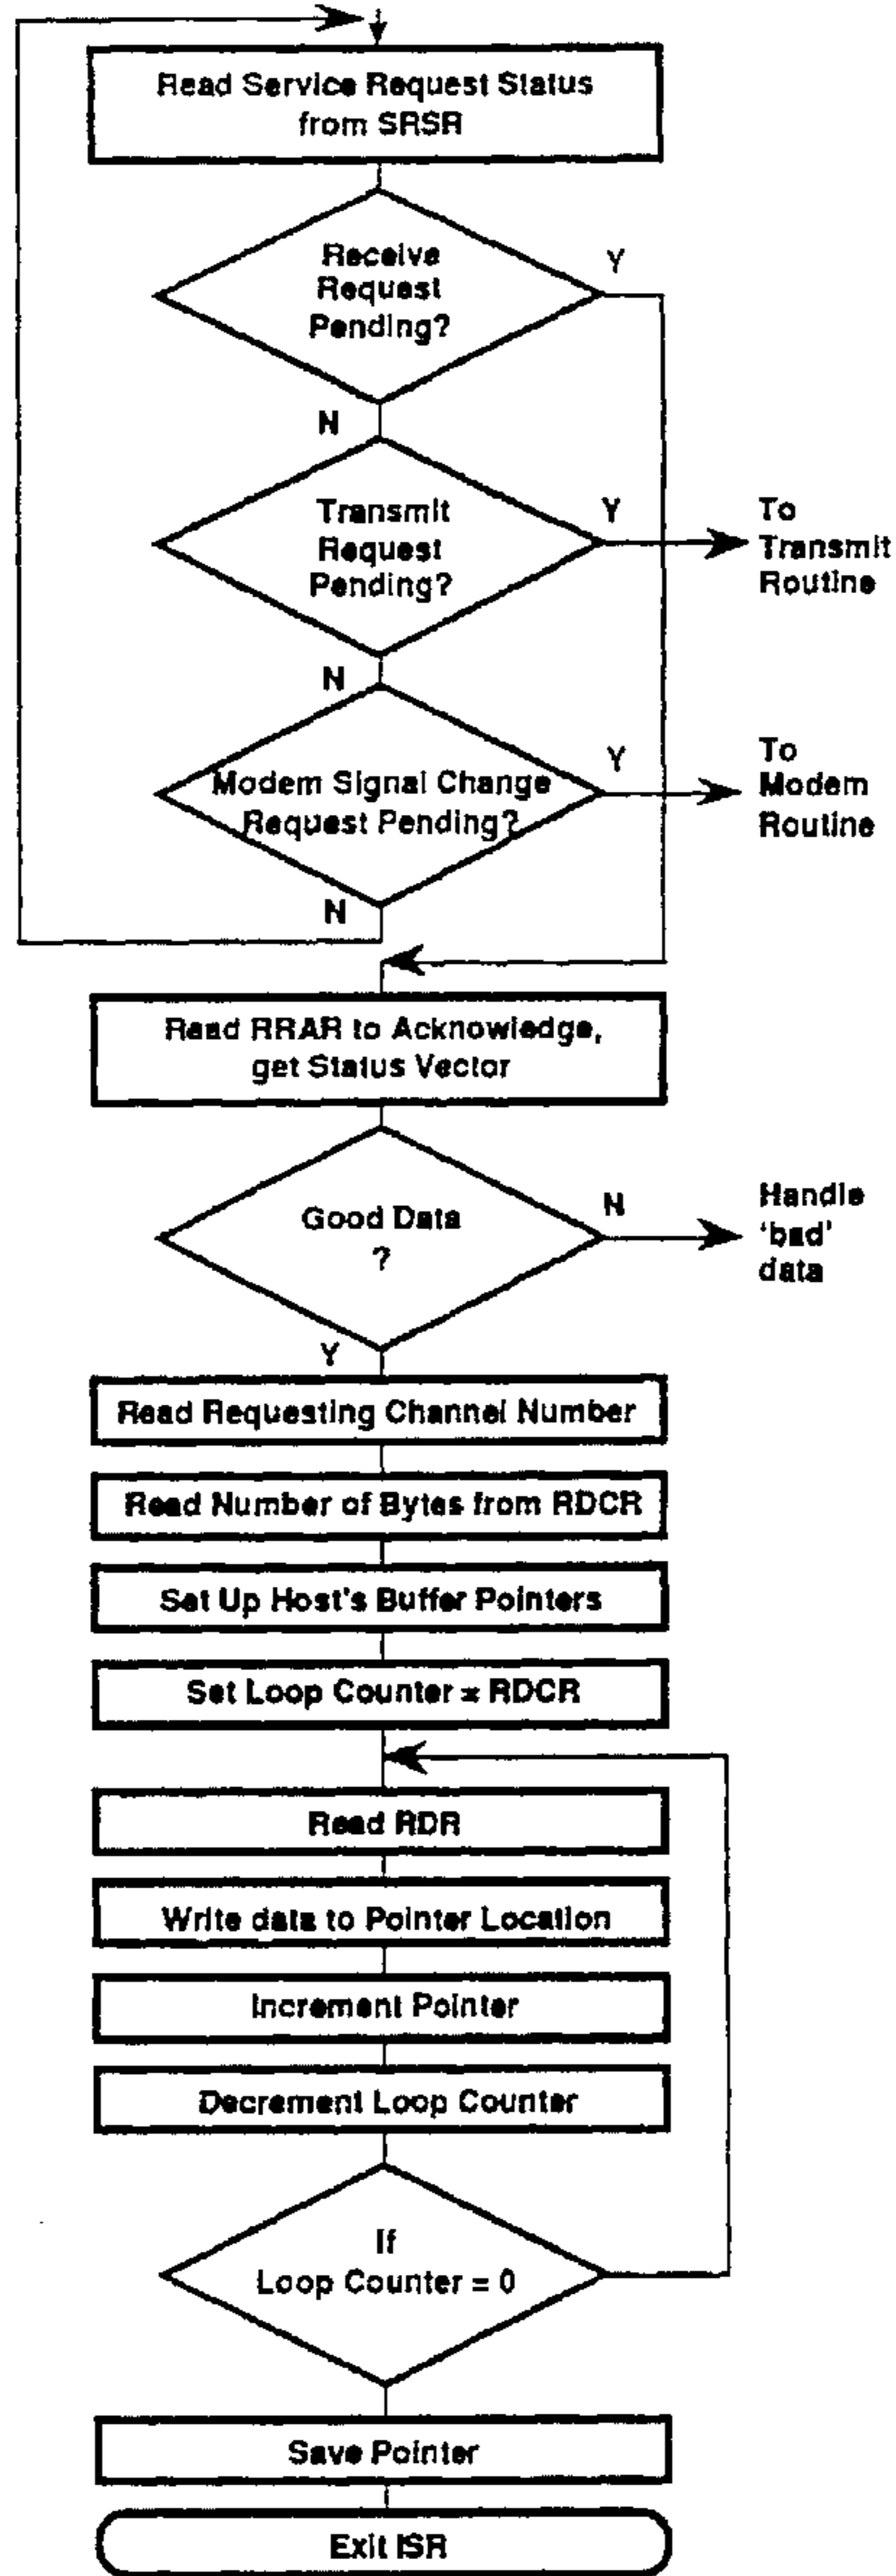 Read Service Request Status
from SRSR
Receive
Request
Pending?
Y
N
Transmit
Request
Pending?
Y
To
Transmit
Routine
N
Modem Signal Change
Request Pending?
Y
To
Modem
Routine
N
Read RRAR to Acknowledge,
get Status Vector
Good Data
?
N
Handle
‘bad’
data
Y
Read Requesting Channel Number
Read Number of Bytes from RDCR
Set Up Host's Buffer Pointers
Set Loop Counter = RDCR
Read RDR
Write data to Pointer Location
Increment Pointer
Decrement Loop Counter
If
Loop Counter = 0
Save Pointer
Exit ISR